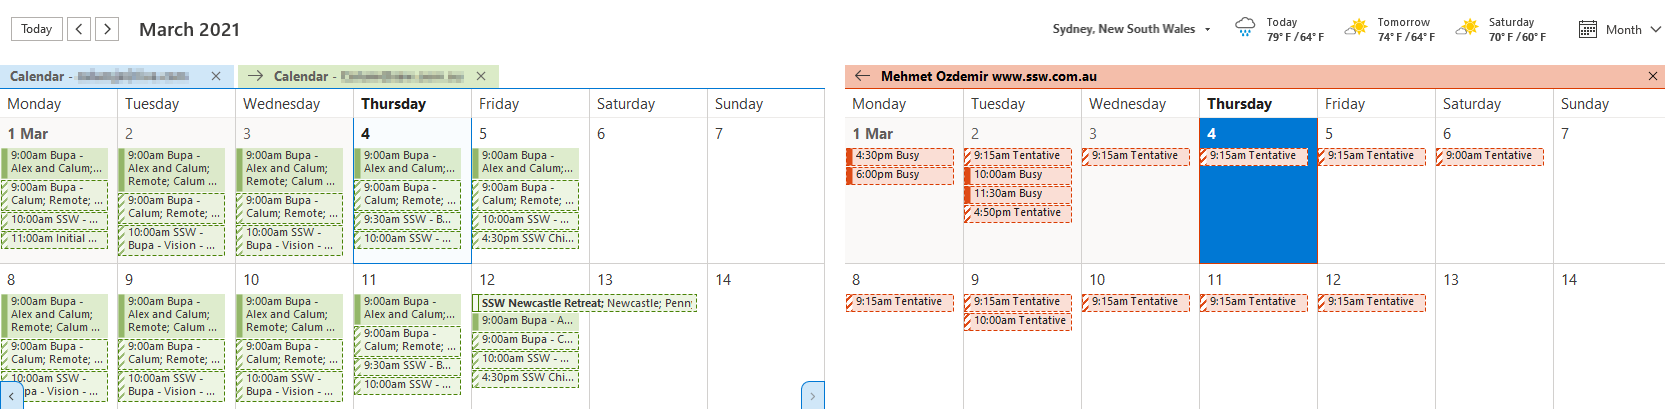 Today
March 2021
Sydney, New South Wales
Today
79° F / 64° F
Tomorrow
74° F / 64° F
Saturday
70° F / 60° F
Month
Calendar -
Calendar -
Mehmet Ozdemir www.ssw.com.au
Monday Tuesday Wednesday Thursday Friday Saturday Sunday
1 Mar 2 3 4 5 6 7
9:00am Bupa -
Alex and Calum;...
9:00am Bupa -
Calum; Remote; ...
10:00am SSW - ...
11:00am Initial ...
9:00am Bupa -
Alex and Calum;
Remote; Calum ...
9:00am Bupa -
Calum; Remote; ...
10:00am SSW -
Bupa - Vision - ...
9:00am Bupa -
Alex and Calum;
Remote; Calum ...
9:00am Bupa -
Calum; Remote; ...
10:00am SSW -
Bupa - Vision - ...
9:00am Bupa -
Alex and Calum;...
9:00am Bupa -
Calum; Remote; ...
9:30am SSW - B...
10:00am SSW - ...
9:00am Bupa -
Alex and Calum;...
9:00am Bupa -
Calum; Remote; ...
10:00am SSW - ...
4:30pm SSW Chi...
8 9 10 11 12 13 14
9:00am Bupa -
Alex and Calum;
Remote; Calum ...
9:00am Bupa -
Calum; Remote; ...
10:00am SSW -
pa - Vision - ...
9:00am Bupa -
Alex and Calum;
Remote; Calum ...
9:00am Bupa -
Calum; Remote; ...
10:00am SSW -
Bupa - Vision - ...
9:00am Bupa -
Alex and Calum;
Remote; Calum ...
9:00am Bupa -
Calum; Remote; ...
10:00am SSW -
Bupa - Vision - ...
9:00am Bupa -
Alex and Calum;...
9:00am Bupa -
Calum; Remote; ...
9:30am SSW - B...
10:00am SSW - ...
SSW Newcastle Retreat; Newcastle; Penny
9:00am Bupa - A...
9:00am Bupa - C...
10:00am SSW - ...
4:30pm SSW Chi...
Monday Tuesday Wednesday Thursday Friday Saturday Sunday
1 Mar 2 3 4 5 6 7
4:30pm Busy
6:00pm Busy
9:15am Tentative
10:00am Busy
11:30am Busy
4:50pm Tentative
9:15am Tentative
9:15am Tentative
9:15am Tentative
9:00am Tentative
8 9 10 11 12 13 14
9:15am Tentative
9:15am Tentative
10:00am Tentative
9:15am Tentative
9:15am Tentative
9:15am Tentative